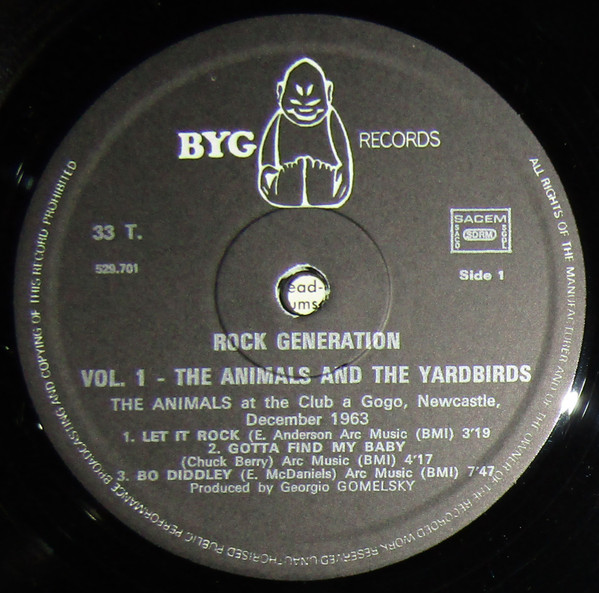 BYG RECORDS
33 T.
529.701
SACEM
SACD SDRM SGDL
Side 1
ead-
ums
ROCK GENERATION
VOL. 1 - THE ANIMALS AND THE YARDBIRDS
THE ANIMALS at the Club a Gogo, Newcastle,
December 1963
1. LET IT ROCK (E. Anderson Arc Music (BMI) 3'19
2. GOTTA FIND MY BABY
(Chuck Berry) Arc Music (BMI) 4'17
3. BO DIDDLEY (E. McDaniels) Arc Music (BMI) 7'47
Produced by Georgio GOMELSKY
ALL RIGHTS OF THE MANUFACTURER AND OF THE OWNER OF THE RECORDED WORK RESERVED UNAUTHORISED PUBLIC PERFORMANCE BROADCASTING AND COPYING OF THIS RECORD PROHIBITED